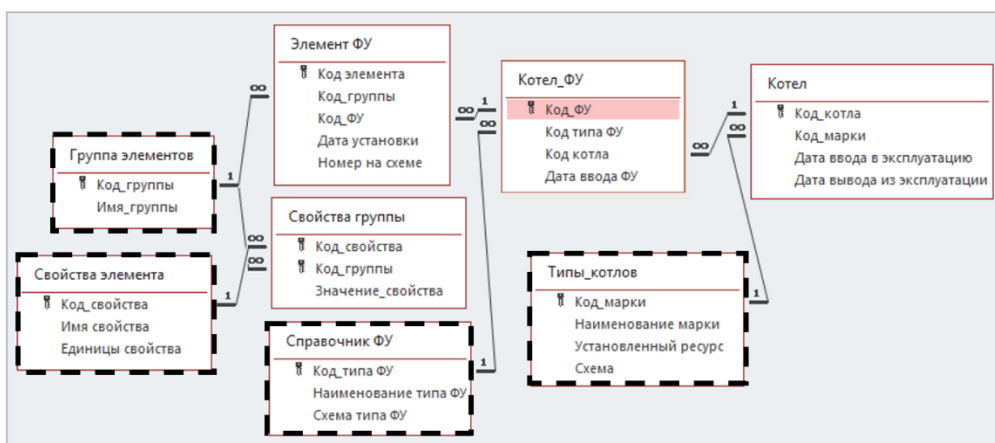 Элемент ФУ
Код элемента
Код_группы
Код_ФУ
Дата установки
Номер на схеме
Котел_ФУ
Код_ФУ
Код типа ФУ
Код котла
Дата ввода ФУ
Котел
Код_котла
Код_марки
Дата ввода в эксплуатацию
Дата вывода из эксплуатации
Группа элементов
Код_группы
Имя_группы
Свойства группы
Код_свойства
Код_группы
Значение_свойства
Свойства элемента
Код_свойства
Имя свойства
Единицы свойства
Справочник ФУ
Код_типа ФУ
Наименование типа ФУ
Схема типа ФУ
Типы_котлов
Код_марки
Наименование марки
Установленный ресурс
Схема
∞
1
∞
∞
1
1
∞
∞
1
∞
1
∞
1
1